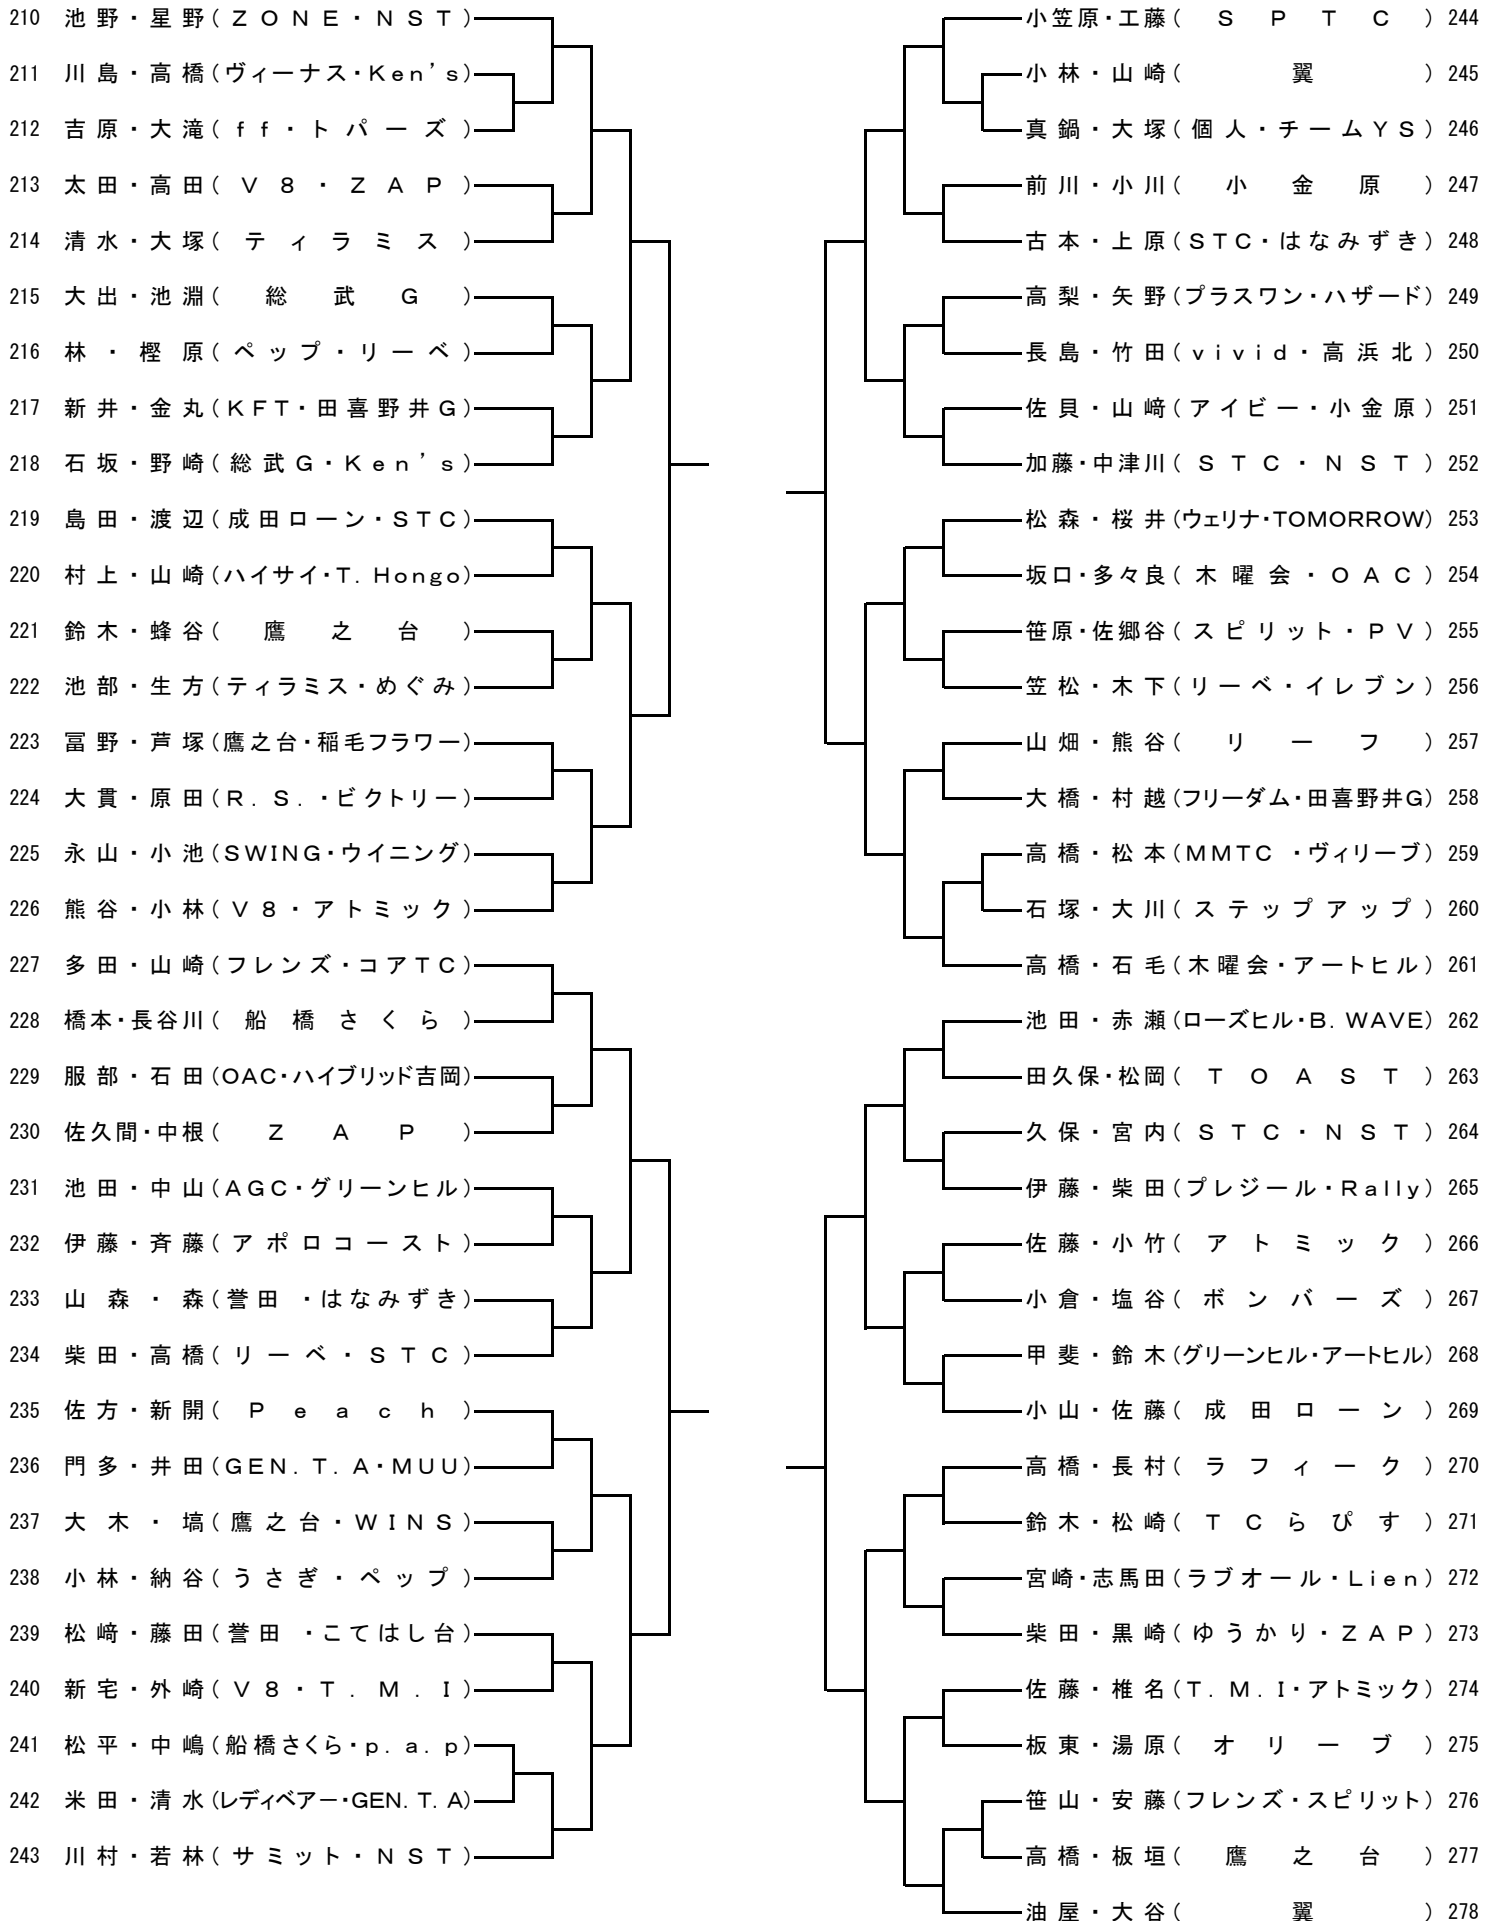 210 池野・星野(ZONE・NST)
211 川島・高橋(ヴィーナス・Ken's)
212 吉原・大滝(ff・トパーズ)
213 太田・高田(V8・ZAP)
214 清水・大塚(ティラミス)
215 大出・池淵(総武G)
216 林・樫原(ペップ・リーベ)
217 新井・金丸(KFT・田喜野井G)
218 石坂・野崎(総武G・Ken's)
219 島田・渡辺(成田ローン・STC)
220 村上・山崎(ハイサイ・T.Hongo)
221 鈴木・蜂谷(鷹之台)
222 池部・生方(ティラミス・めぐみ)
223 冨野・芦塚(鷹之台・稲毛フラワー)
224 大貫・原田(R.S.・ビクトリー)
225 永山・小池(SWING・ウイニング)
226 熊谷・小林(V8・アトミック)
227 多田・山崎(フレンズ・コアTC)
228 橋本・長谷川(船橋さくら)
229 服部・石田(OAC・ハイブリッド吉岡)
230 佐久間・中根(ZAP)
231 池田・中山(AGC・グリーンヒル)
232 伊藤・斉藤(アポロコースト)
233 山森・森(誉田・はなみずき)
234 柴田・高橋(リーベ・STC)
235 佐方・新開(Peach)
236 門多・井田(GEN.T.A・MUU)
237 大木・塙(鷹之台・WINS)
238 小林・納谷(うさぎ・ペップ)
239 松﨑・藤田(誉田・こてはし台)
240 新宅・外崎(V8・T.M.I)
241 松平・中嶋(船橋さくら・p.a.p)
242 米田・清水(レディベアー・GEN.T.A)
243 川村・若林(サミット・NST)
小笠原・工藤(SPTC) 244
小林・山崎(翼) 245
真鍋・大塚(個人・チームYS) 246
前川・小川(小金原) 247
古本・上原(STC・はなみずき) 248
高梨・矢野(プラスワン・ハザード) 249
長島・竹田(vivid・高浜北) 250
佐貝・山﨑(アイビー・小金原) 251
加藤・中津川(STC・NST) 252
松森・桜井(ウェリナ・TOMORROW) 253
坂口・多々良(木曜会・OAC) 254
笹原・佐郷谷(スピリット・PV) 255
笠松・木下(リーベ・イレブン) 256
山畑・熊谷(リーフ) 257
大橋・村越(フリーダム・田喜野井G) 258
高橋・松本(MMTC・ヴィリーブ) 259
石塚・大川(ステップアップ) 260
高橋・石毛(木曜会・アートヒル) 261
池田・赤瀬(ローズヒル・B.WAVE) 262
田久保・松岡(TOAST) 263
久保・宮内(STC・NST) 264
伊藤・柴田(プレジール・Rally) 265
佐藤・小竹(アトミック) 266
小倉・塩谷(ボンバーズ) 267
甲斐・鈴木(グリーンヒル・アートヒル) 268
小山・佐藤(成田ローン) 269
高橋・長村(ラフィーク) 270
鈴木・松崎(TCらぴす) 271
宮崎・志馬田(ラブオール・Lien) 272
柴田・黒崎(ゆうかり・ZAP) 273
佐藤・椎名(T.M.I・アトミック) 274
板東・湯原(オリーブ) 275
笹山・安藤(フレンズ・スピリット) 276
高橋・板垣(鷹之台) 277
油屋・大谷(翼) 278